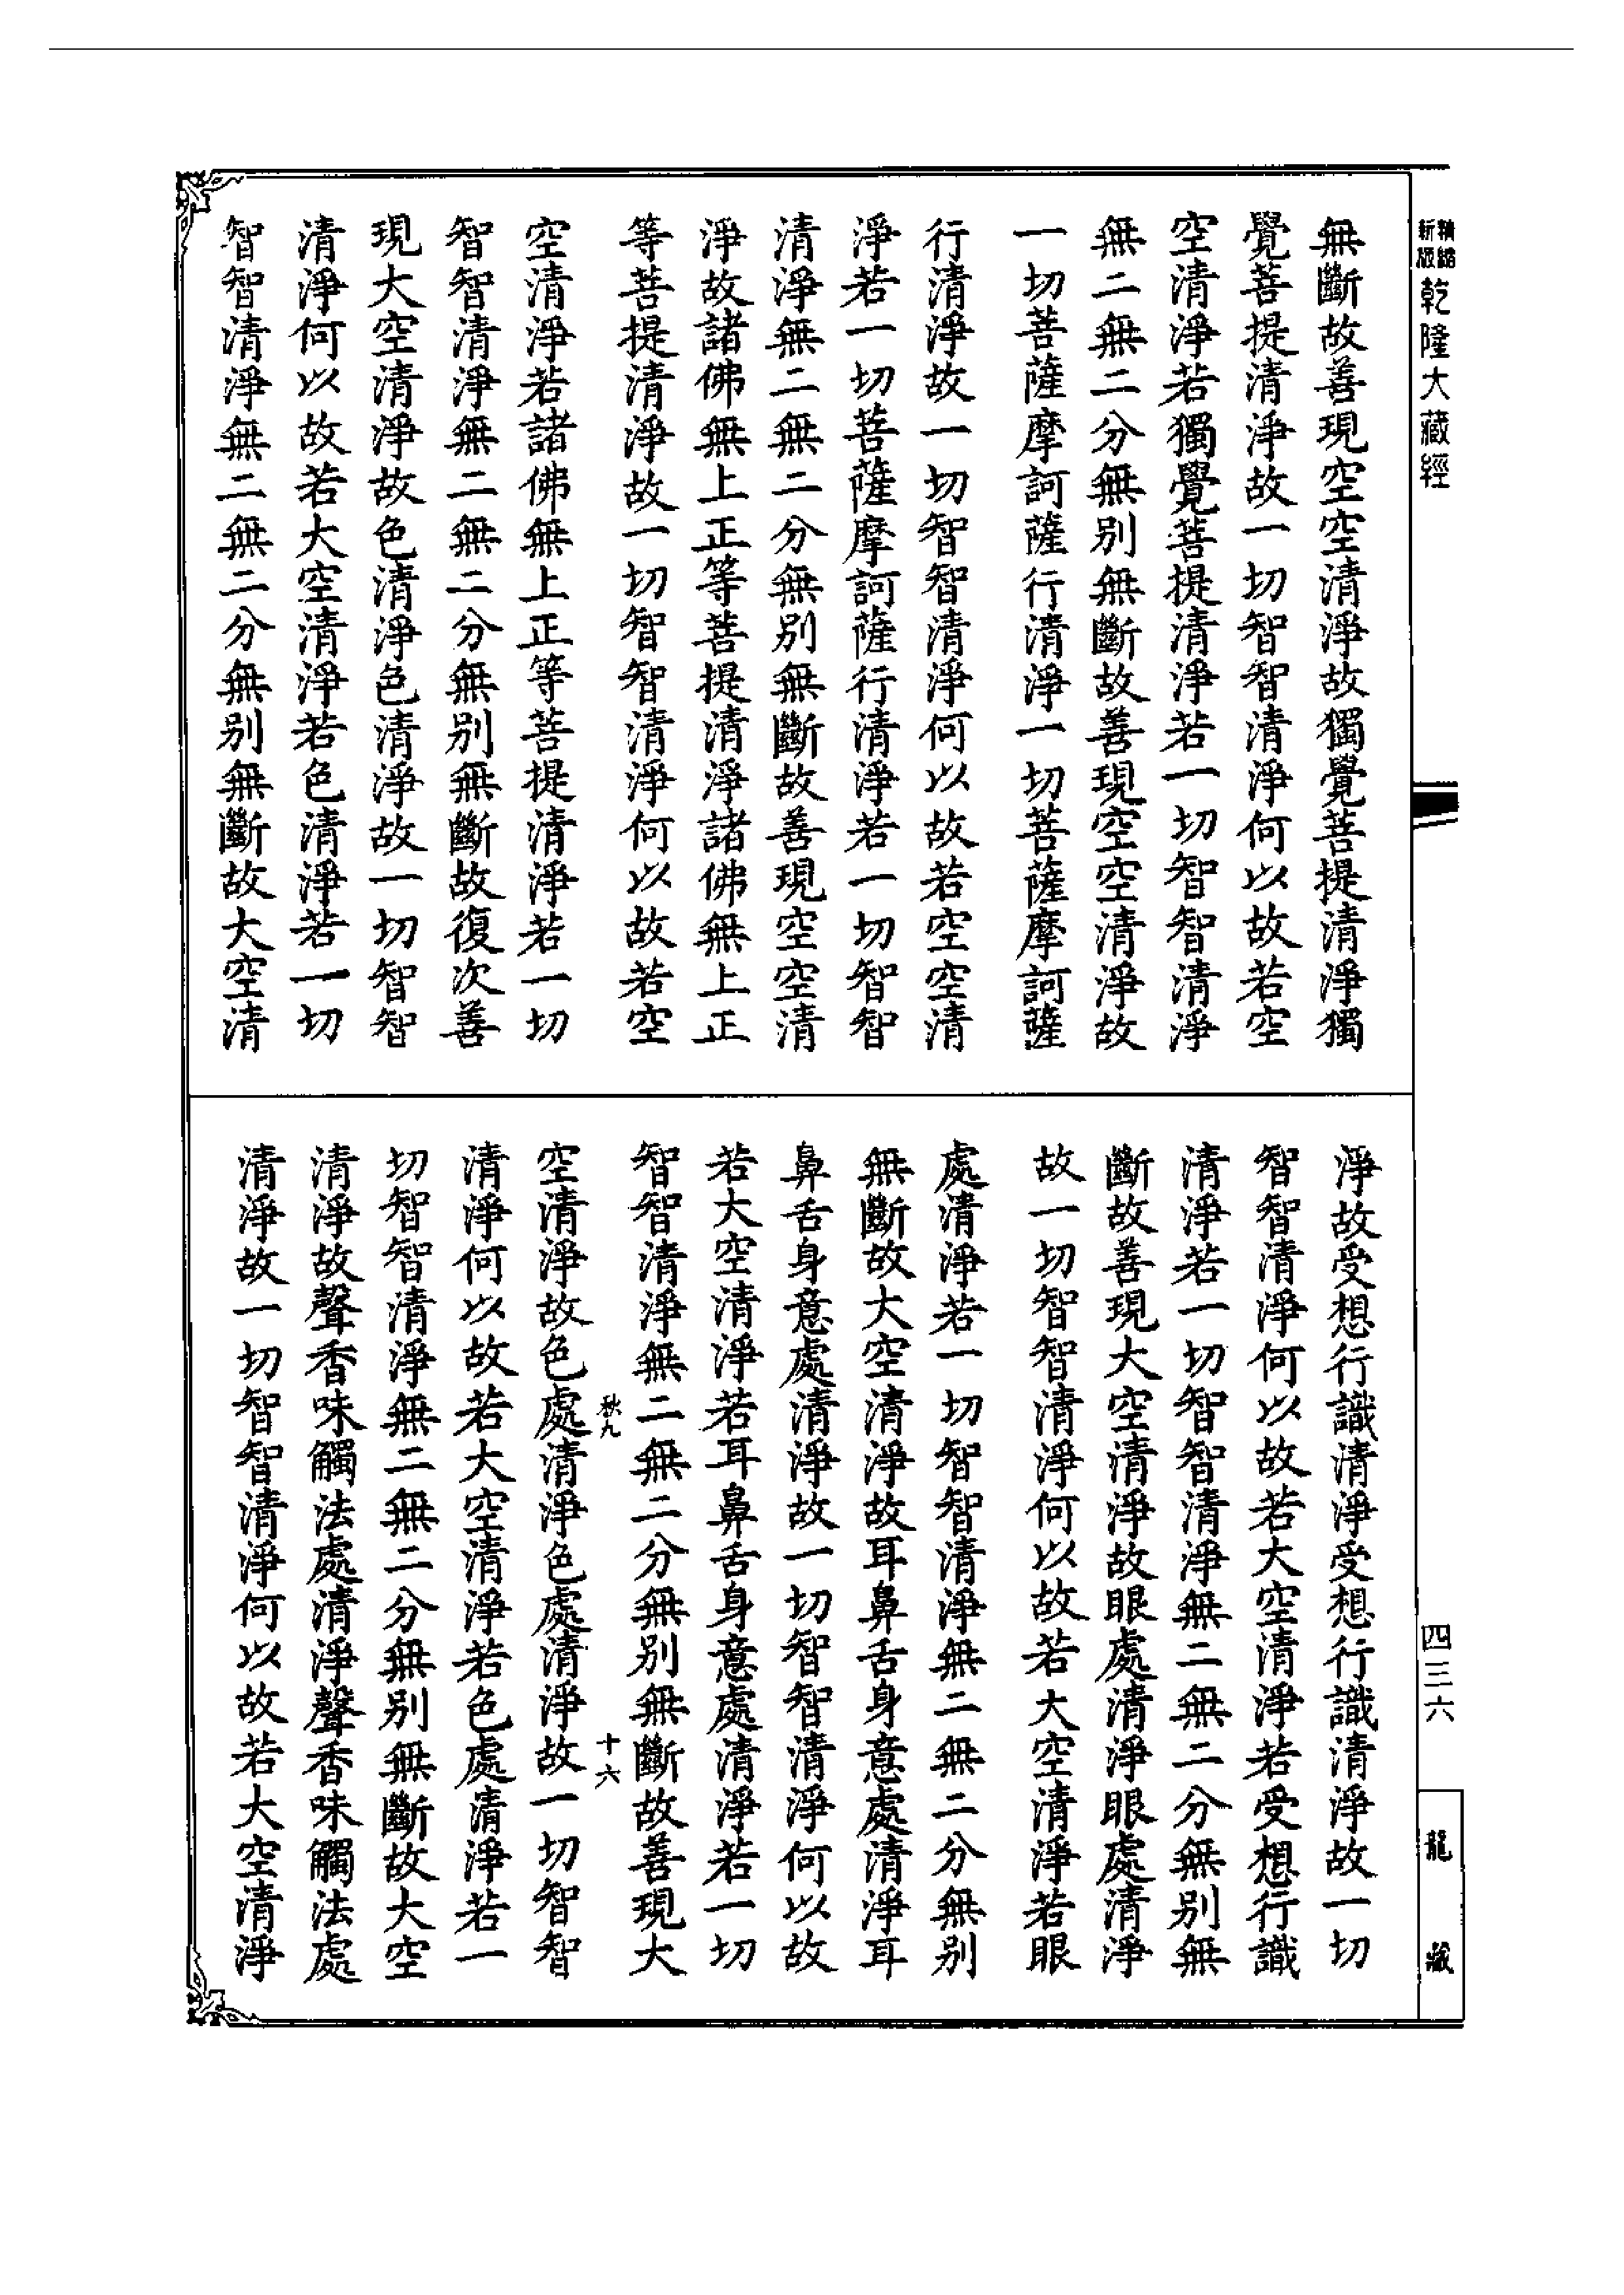 精縮新版乾隆大藏經
無斷故善現空空清淨故獨覺菩提清淨獨
覺菩提清淨故一切智智清淨何以故若空
空清淨若獨覺菩提清淨若一切智智清淨
無二無二分無別無斷故善現空空清淨故
一切菩薩摩訶薩行清淨一切菩薩摩訶薩
行清淨故一切智智清淨何以故若空空清
淨若一切菩薩摩訶薩行清淨若一切智智
清淨無二無二分無別無斷故善現空空清
淨故諸佛無上正等菩提清淨諸佛無上正
等菩提清淨故一切智智清淨何以故若空
空清淨若諸佛無上正等菩提清淨若一切
智智清淨無二無二分無別無斷故復次善
現大空清淨故色清淨色清淨故一切智智
清淨何以故若大空清淨若色清淨若一切
智智清淨無二無二分無別無斷故大空清
淨故受想行識清淨受想行識清淨故一切
智智清淨何以故若大空清淨若受想行識
清淨若一切智智清淨無二無二分無別無
斷故善現大空清淨故眼處清淨眼處清淨
故一切智智清淨何以故若大空清淨若眼
處清淨若一切智智清淨無二無二分無別
無斷故大空清淨故耳鼻舌身意處清淨耳
鼻舌身意處清淨故一切智智清淨何以故
若大空清淨若耳鼻舌身意處清淨若一切
智智清淨無二無二分無別無斷故善現大
秋九
十六
空清淨故色處清淨色處清淨故一切智智
清淨何以故若大空清淨若色處清淨若一
切智智清淨無二無二分無別無斷故大空
清淨故聲香味觸法處清淨聲香味觸法處
清淨故一切智智清淨何以故若大空清淨
四三六
龍藏